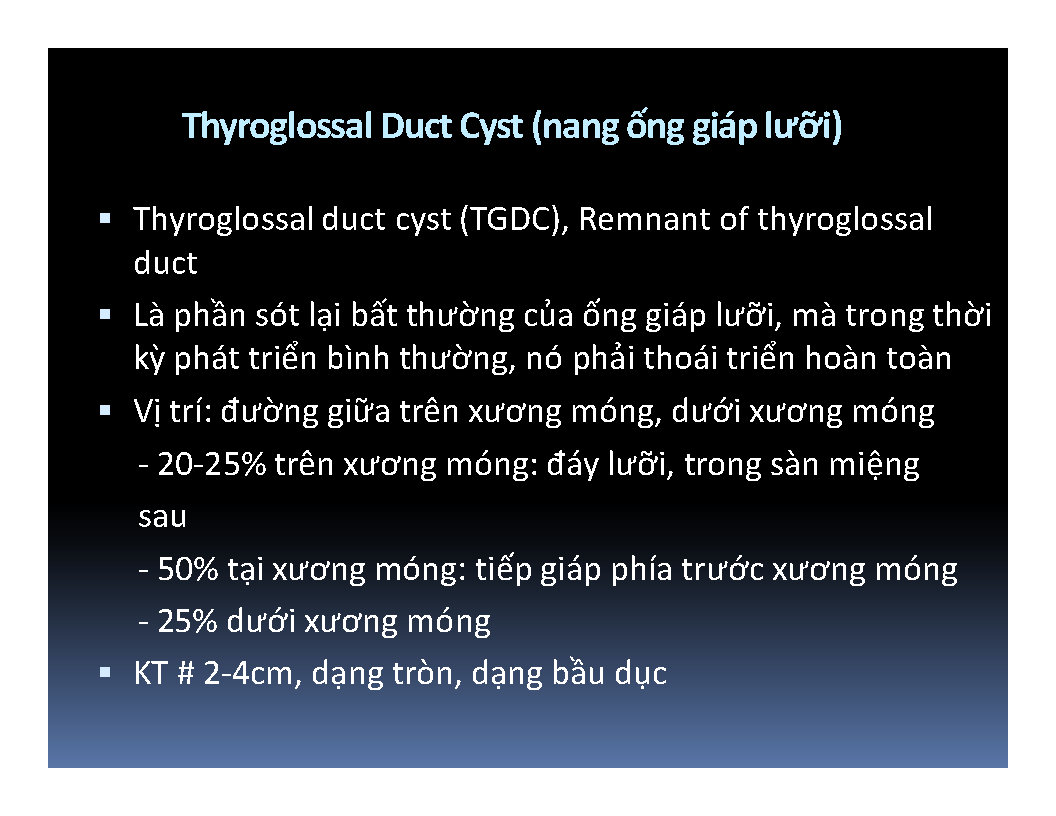 Thyroglossal Duct Cyst (nang ống giáp lưỡi)
▪ Thyroglossal duct cyst (TGDC), Remnant of thyroglossal
duct
▪ Là phần sót lại bất thường của ống giáp lưỡi, mà trong thời
kỳ phát triển bình thường, nó phải thoái triển hoàn toàn
▪ Vị trí: đường giữa trên xương móng, dưới xương móng
- 20-25% trên xương móng: đáy lưỡi, trong sàn miệng
sau
- 50% tại xương móng: tiếp giáp phía trước xương móng
- 25% dưới xương móng
▪ KT # 2-4cm, dạng tròn, dạng bầu dục